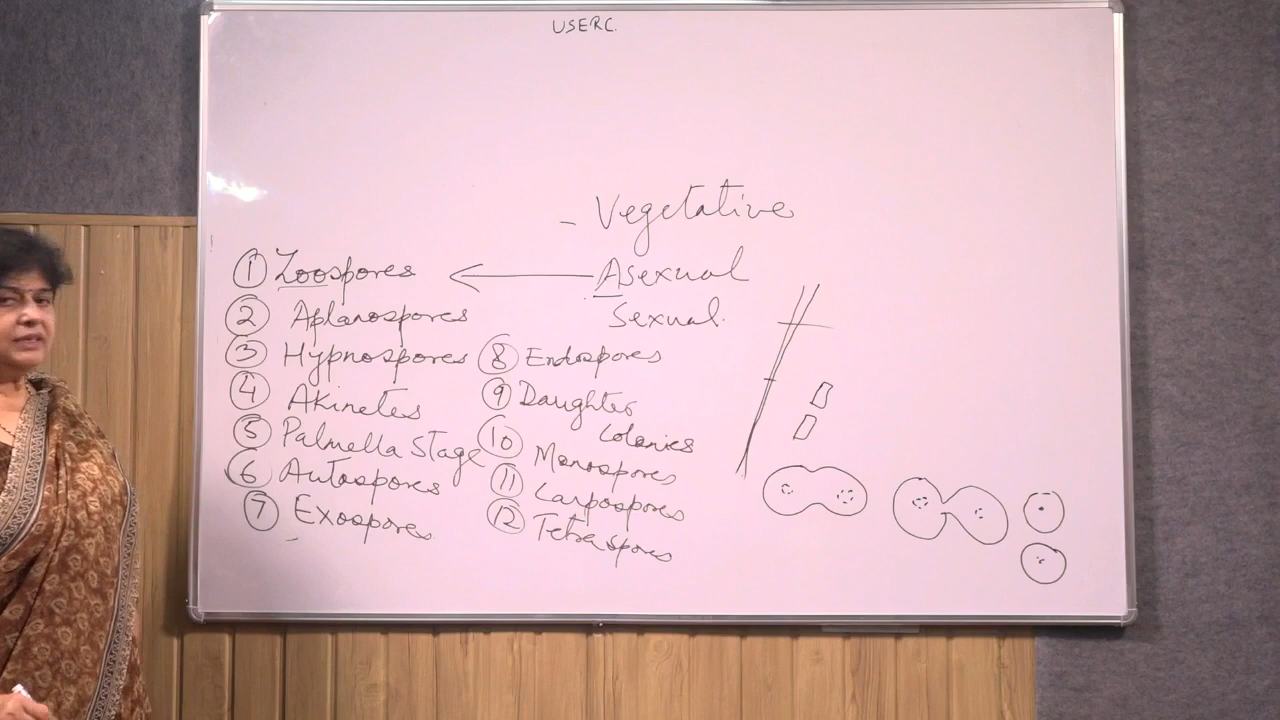 USERC.
- Vegetative
Asexual
Sexual.
① Zoospores
② Aplanospores
③ Hypnospores
④ Akinetes
⑤ Palmella Stage
⑥ Autospores
⑦ Exospores
⑧ Endospores
⑨ Daughter
Colonies
⑩ Monospores
⑪ Carpospores
⑫ Tetraspores